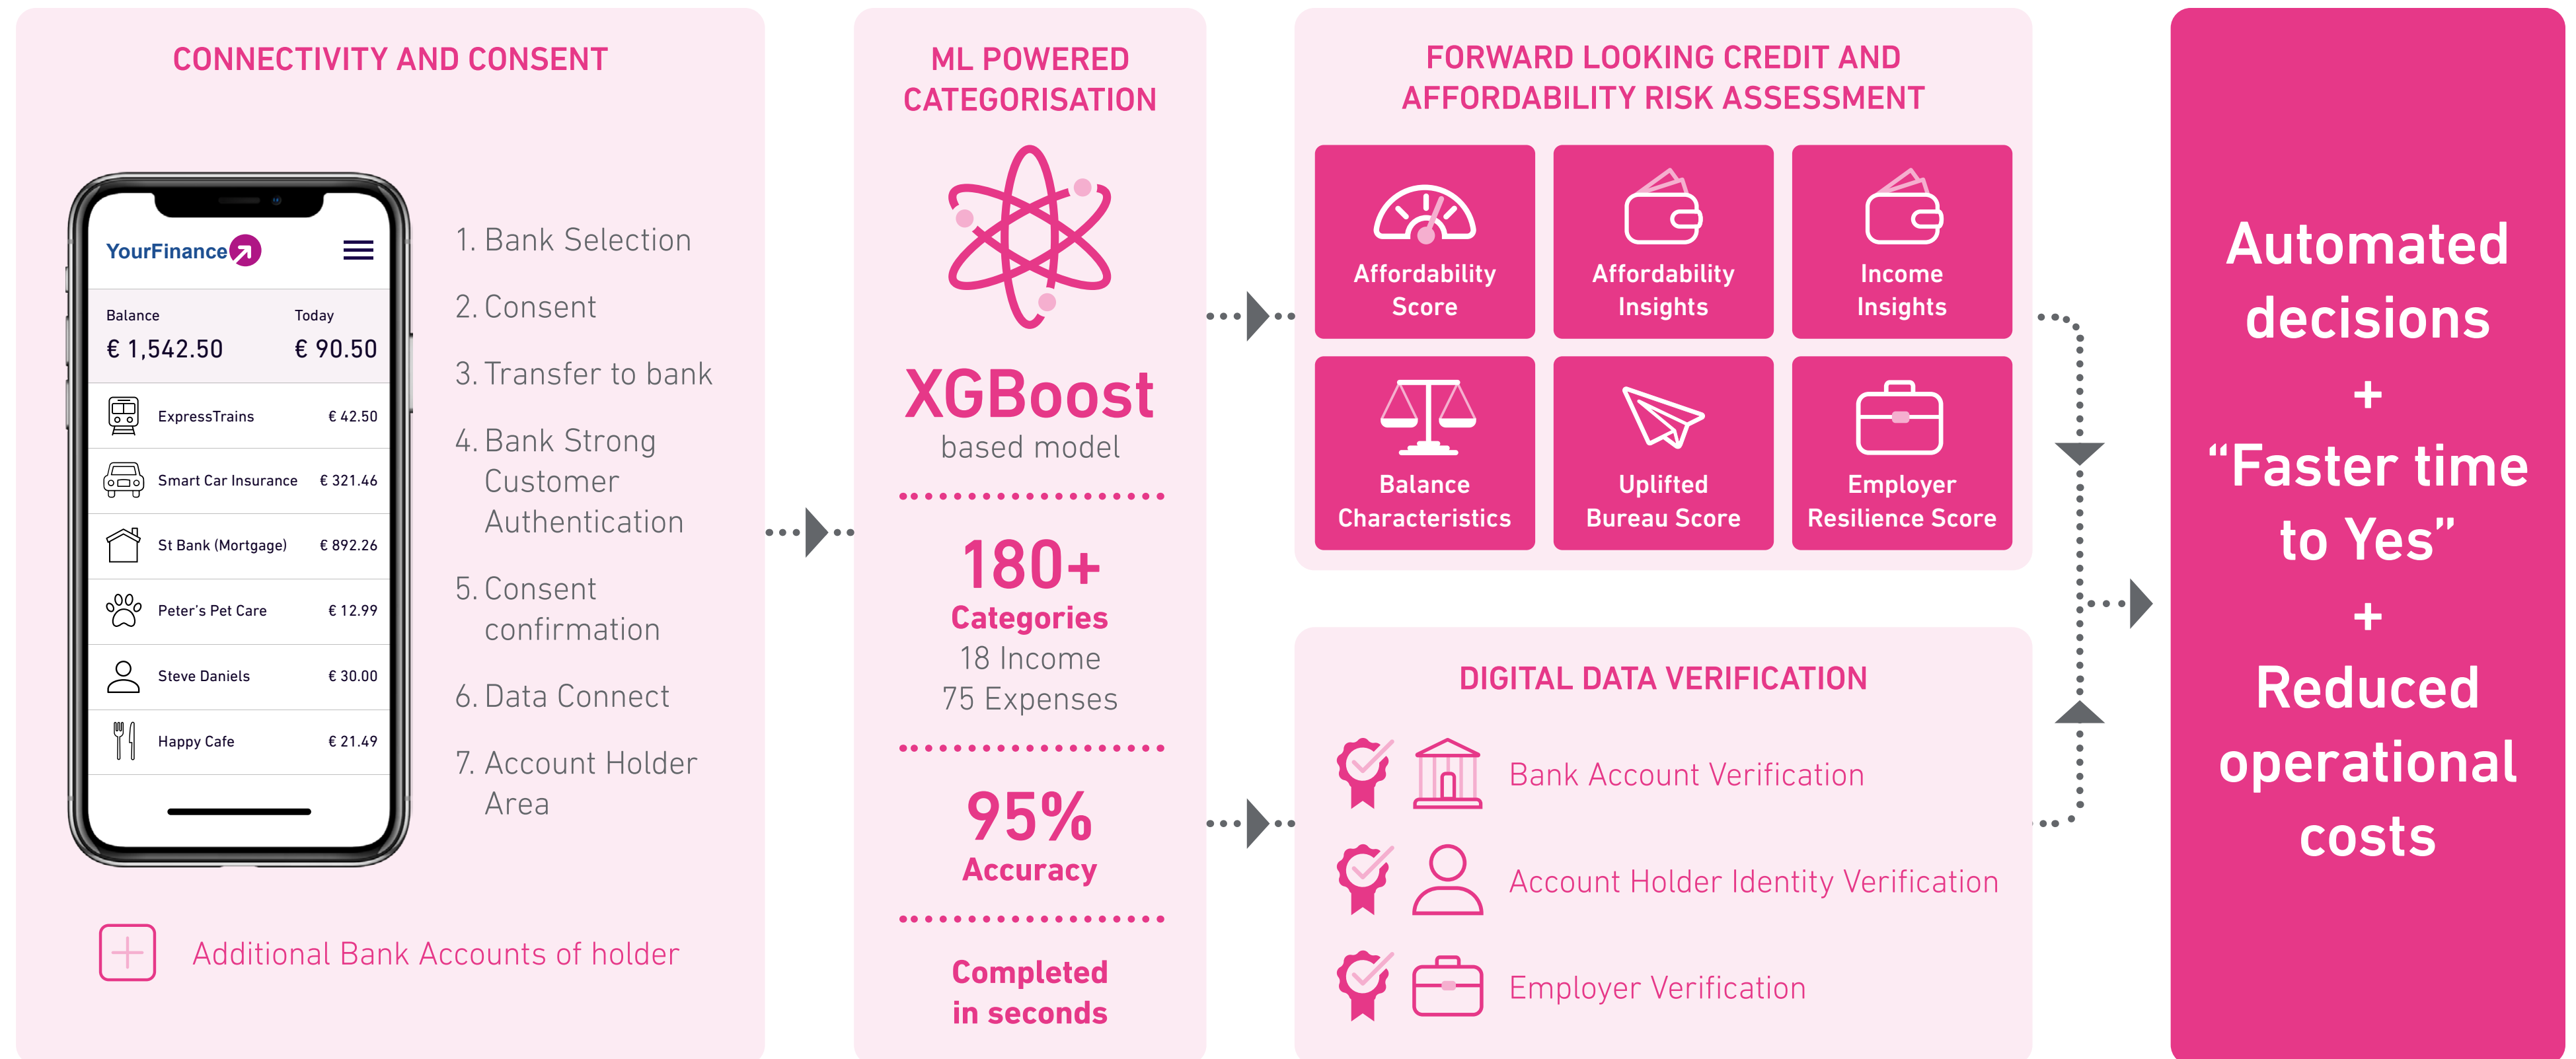 CONNECTIVITY AND CONSENT
YourFinance
Balance
Today
€ 1,542.50
€ 90.50
ExpressTrains € 42.50
Smart Car Insurance € 321.46
St Bank (Mortgage) € 892.26
Peter's Pet Care € 12.99
Steve Daniels € 30.00
Happy Cafe € 21.49
1. Bank Selection
2. Consent
3. Transfer to bank
4. Bank Strong
Customer
Authentication
5. Consent
confirmation
6. Data Connect
7. Account Holder
Area
Additional Bank Accounts of holder
ML POWERED
CATEGORISATION
XGBoost
based model
180+
Categories
18 Income
75 Expenses
95%
Accuracy
Completed
in seconds
FORWARD LOOKING CREDIT AND
AFFORDABILITY RISK ASSESSMENT
Affordability
Score
Affordability
Insights
Income
Insights
Balance
Characteristics
Uplifted
Bureau Score
Employer
Resilience Score
DIGITAL DATA VERIFICATION
Bank Account Verification
Account Holder Identity Verification
Employer Verification
Automated
decisions
+
“Faster time
to Yes”
+
Reduced
operational
costs